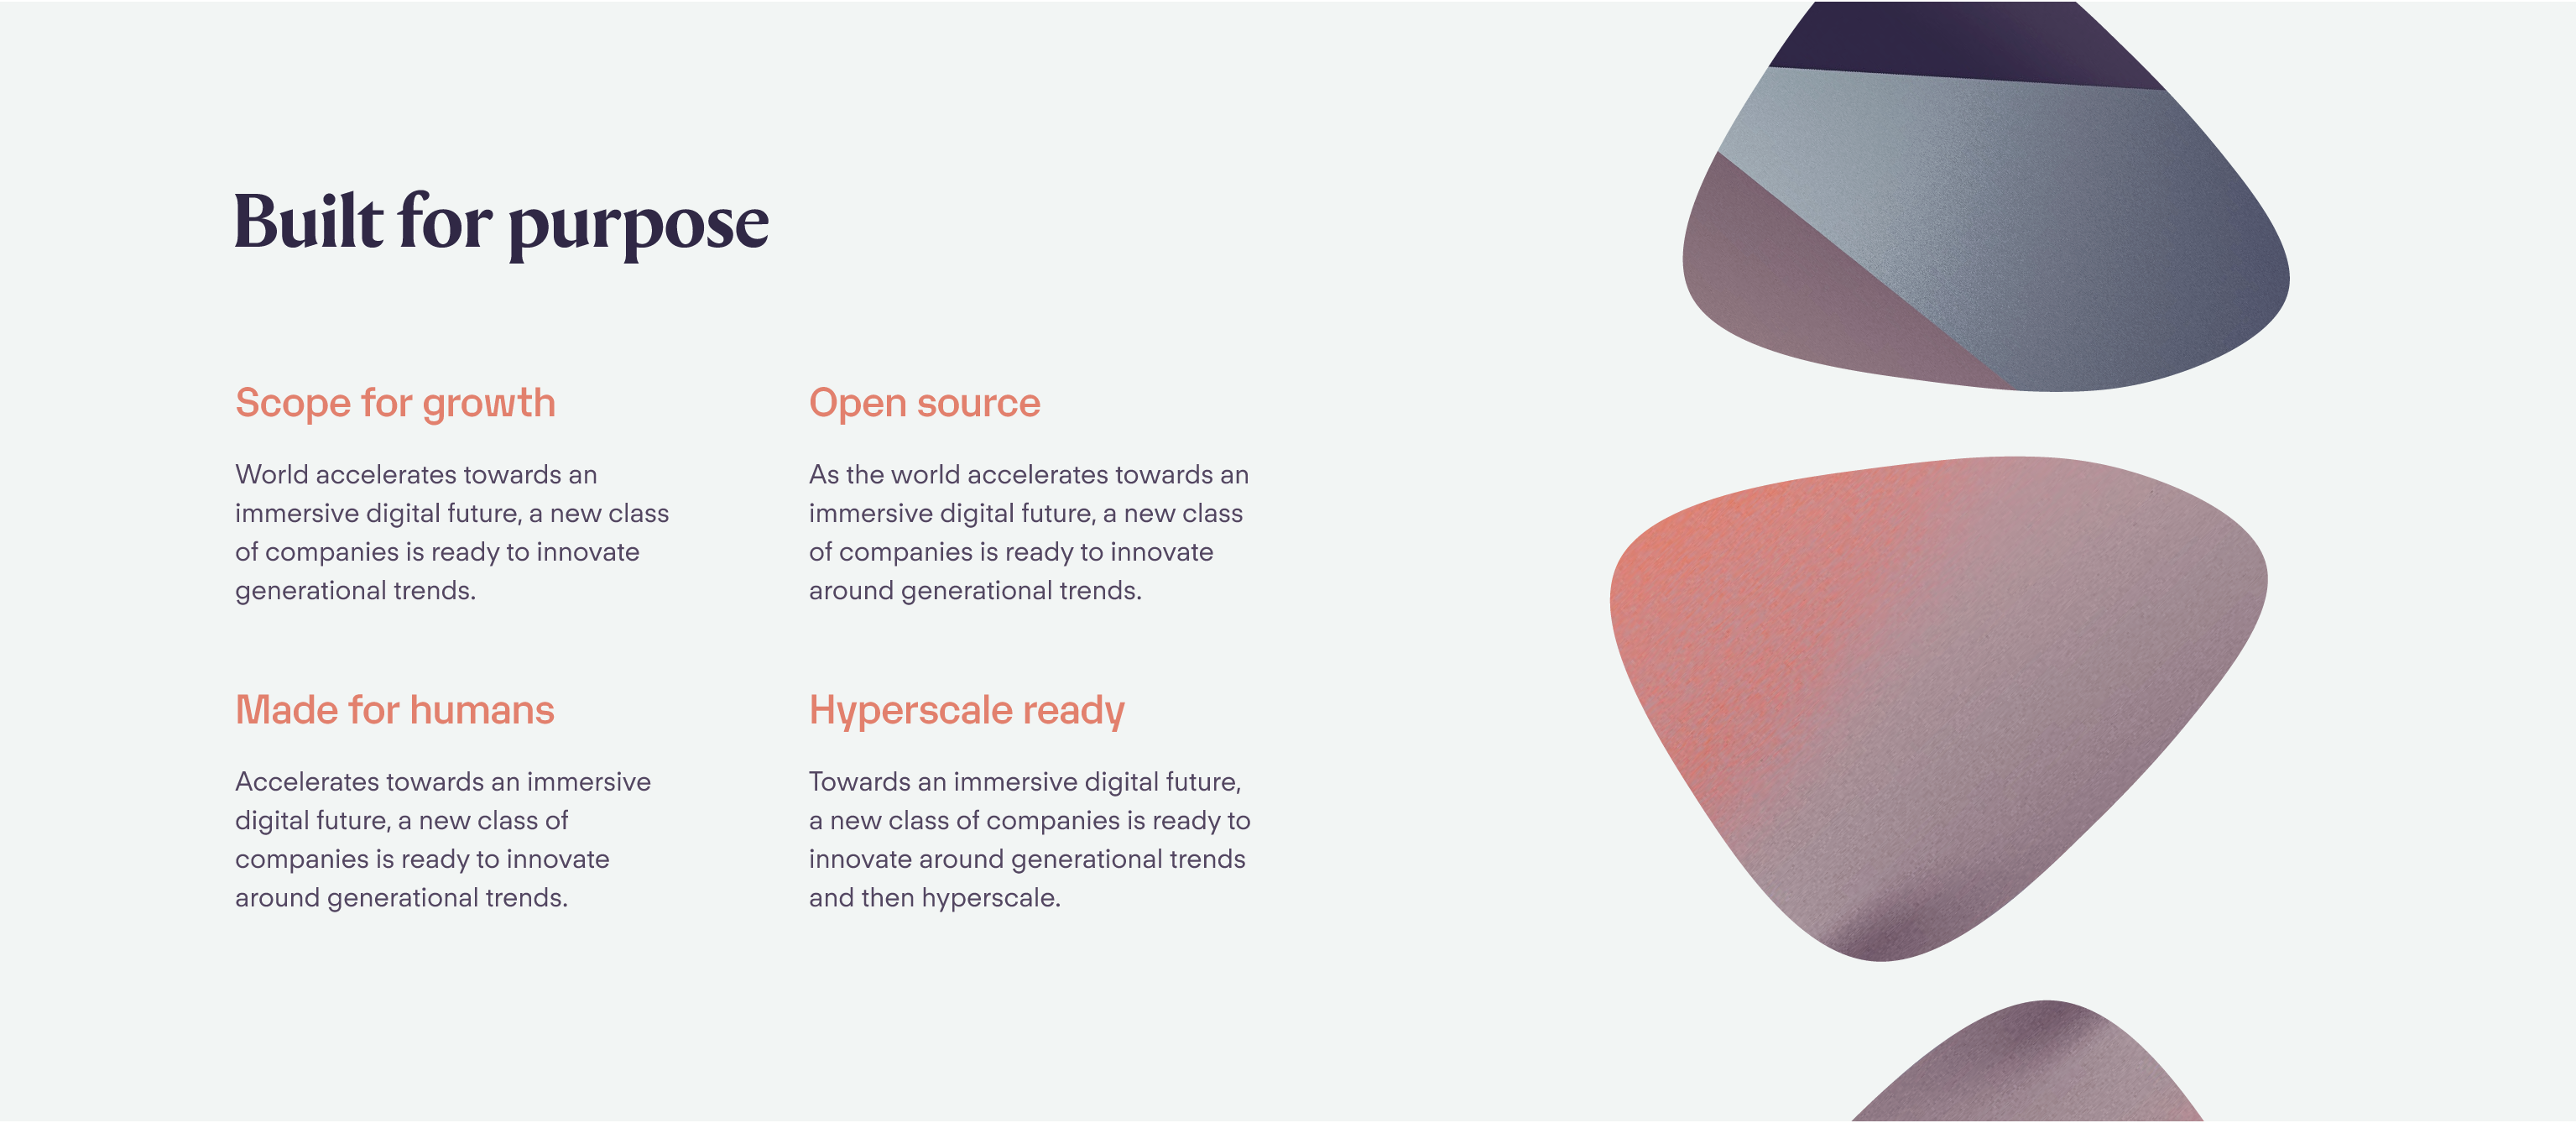 Built for purpose
Scope for growth
World accelerates towards an
immersive digital future, a new class
of companies is ready to innovate
generational trends.
Open source
As the world accelerates towards an
immersive digital future, a new class
of companies is ready to innovate
around generational trends.
Made for humans
Accelerates towards an immersive
digital future, a new class of
companies is ready to innovate
around generational trends.
Hyperscale ready
Towards an immersive digital future,
a new class of companies is ready to
innovate around generational trends
and then hyperscale.